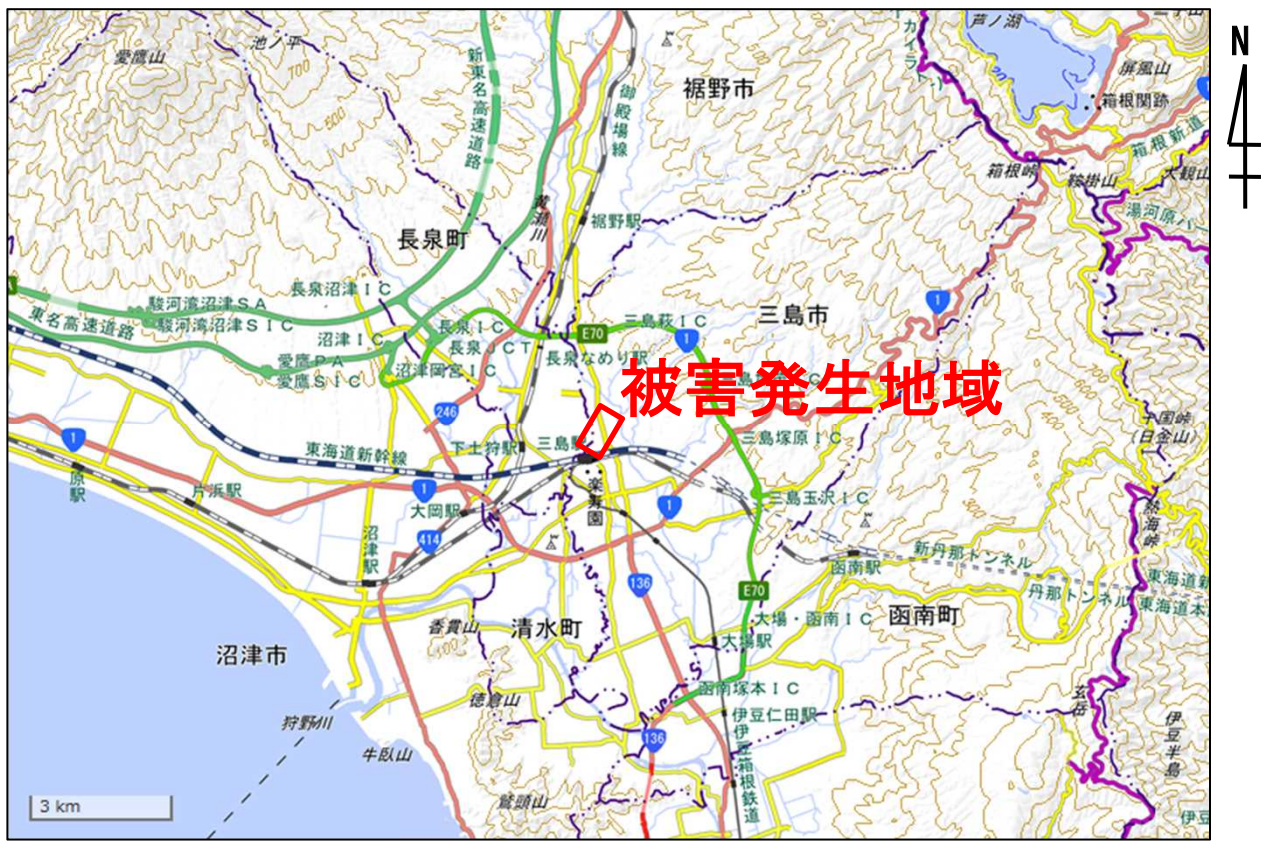 愛鷹山
池ノ平
700
500
新東名高速道路
御殿場線
裾野市
芦ノ湖
屏風山
箱根関跡
1
箱根新道
箱根峠
鞍掛山
大観山
湯河原パ
黄瀬川
裾野駅
長泉町
長泉沼津IC
駿河湾沼津SA
駿河湾沼津SIC
東名高速道路
沼津IC
愛鷹PA
愛鷹SIC
長泉IC
長泉JCT
沼津岡宮IC
E70
長泉なめり駅
三島萩IC
1
三島市
1
被害発生地域
500
246
下土狩駅
三島駅
三島塚原IC
十国峠
(日金山)
1
原駅
東海道新幹線
片浜駅
1
大岡駅
楽寿園
1
三島玉沢IC
熱海峠
414
沼津駅
136
函南駅
新丹那トンネル
丹那トンネル
東海道新
東海道本
E70
香貫山
清水町
大場・函南IC
大場駅
函南町
沼津市
徳倉山
函南塚本IC
玄岳
狩野川
伊豆仁田駅
136
伊豆箱根鉄道
伊豆半島
牛臥山
鷲頭山
3 km
伊豆
N